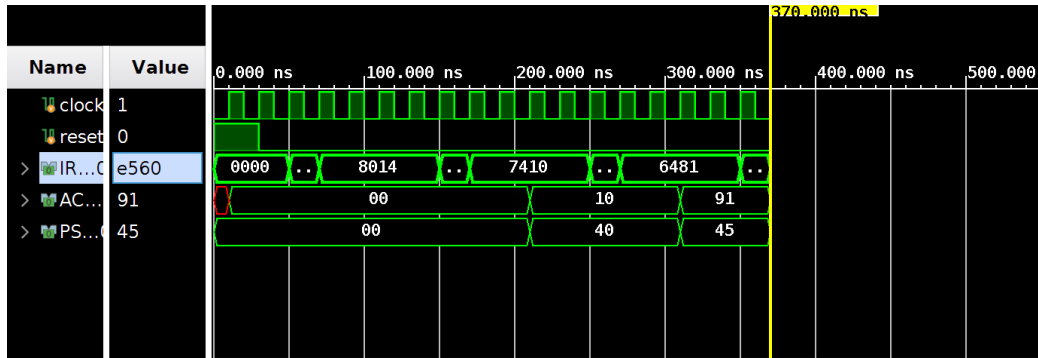 370.000 ns
Name Value 0.000 ns 100.000 ns 200.000 ns 300.000 ns 400.000 ns 500.000
clock 1
reset 0
IR...0 e560 0000 .. 8014 .. 7410 .. 6481 ..
AC... 91 00 10 91
PS...0 45 00 40 45